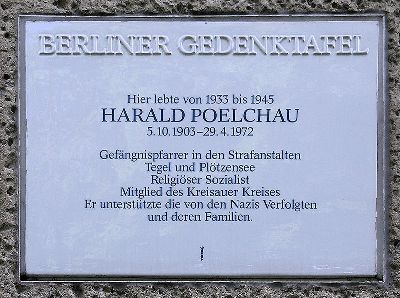 BERLINER GEDENKTAFEL
Hier lebte von 1933 bis 1945
HARALD POELCHAU
5.10.1903–29.4.1972
Gefängnispfarrer in den Strafanstalten
Tegel und Plötzensee
Religiöser Sozialist
Mitglied des Kreisauer Kreises
Er unterstützte die von den Nazis Verfolgten
und deren Familien.